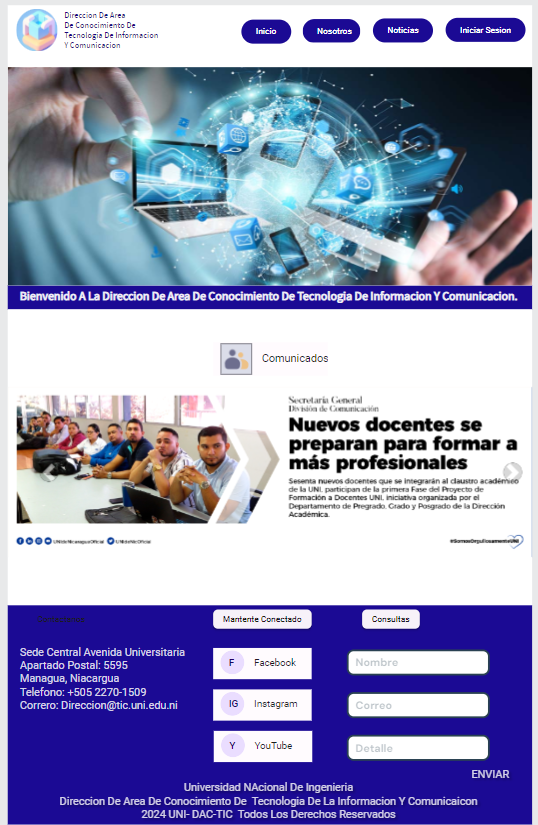 Direccion De Area
De Conocimiento De
Tecnologia De Informacion
Y Comunicacion
Inicio
Nosotros
Noticias
Iniciar Sesion
Bienvenido A La Direccion De Area De Conocimiento De Tecnologia De Informacion Y Comunicacion.
Comunicados
Secretaría General
División de Comunicación
Nuevos docentes se
preparan para formar a
más profesionales
Sesenta nuevos docentes que se integrarán al claustro académico
de la UNI, participan de la primera Fase del Proyecto de
Formación a Docentes UNI, iniciativa organizada por el
Departamento de Pregrado, Grado y Posgrado de la Dirección
Académica.
UNIdeNicaraguaOficial
UNIdeNicOficial
#SomosOrgullosamenteUNI
Mantente Conectado
Consultas
Sede Central Avenida Universitaria
Apartado Postal: 5595
Managua, Niacargua
Telefono: +505 2270-1509
Correro: Direccion@tic.uni.edu.ni
F Facebook
IG Instagram
Y YouTube
Nombre
Correo
Detalle
ENVIAR
Universidad NAcional De Ingenieria
Direccion De Area De Conocimiento De Tecnologia De La Informacion Y Comunicaicon
2024 UNI- DAC-TIC Todos Los Derechos Reservados